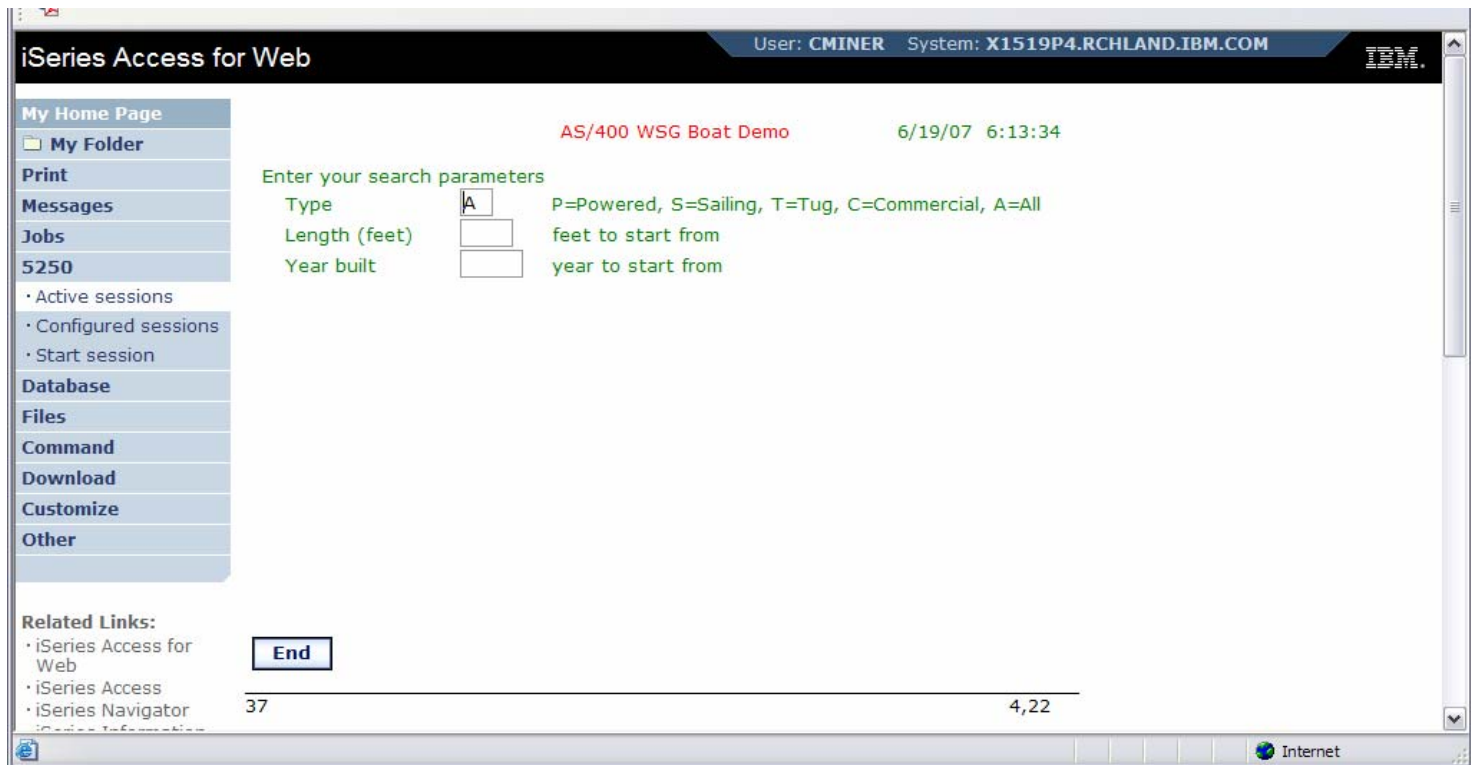 iSeries Access for Web
User: CMINER System: X1519P4.RCHLAND.IBM.COM
IBM.
My Home Page
My Folder
Print
Messages
Jobs
5250
· Active sessions
· Configured sessions
· Start session
Database
Files
Command
Download
Customize
Other
Related Links:
· iSeries Access for
Web
· iSeries Access
· iSeries Navigator
AS/400 WSG Boat Demo 6/19/07 6:13:34
Enter your search parameters
Type A P=Powered, S=Sailing, T=Tug, C=Commercial, A=All
Length (feet) feet to start from
Year built year to start from
End
37 4,22
Internet